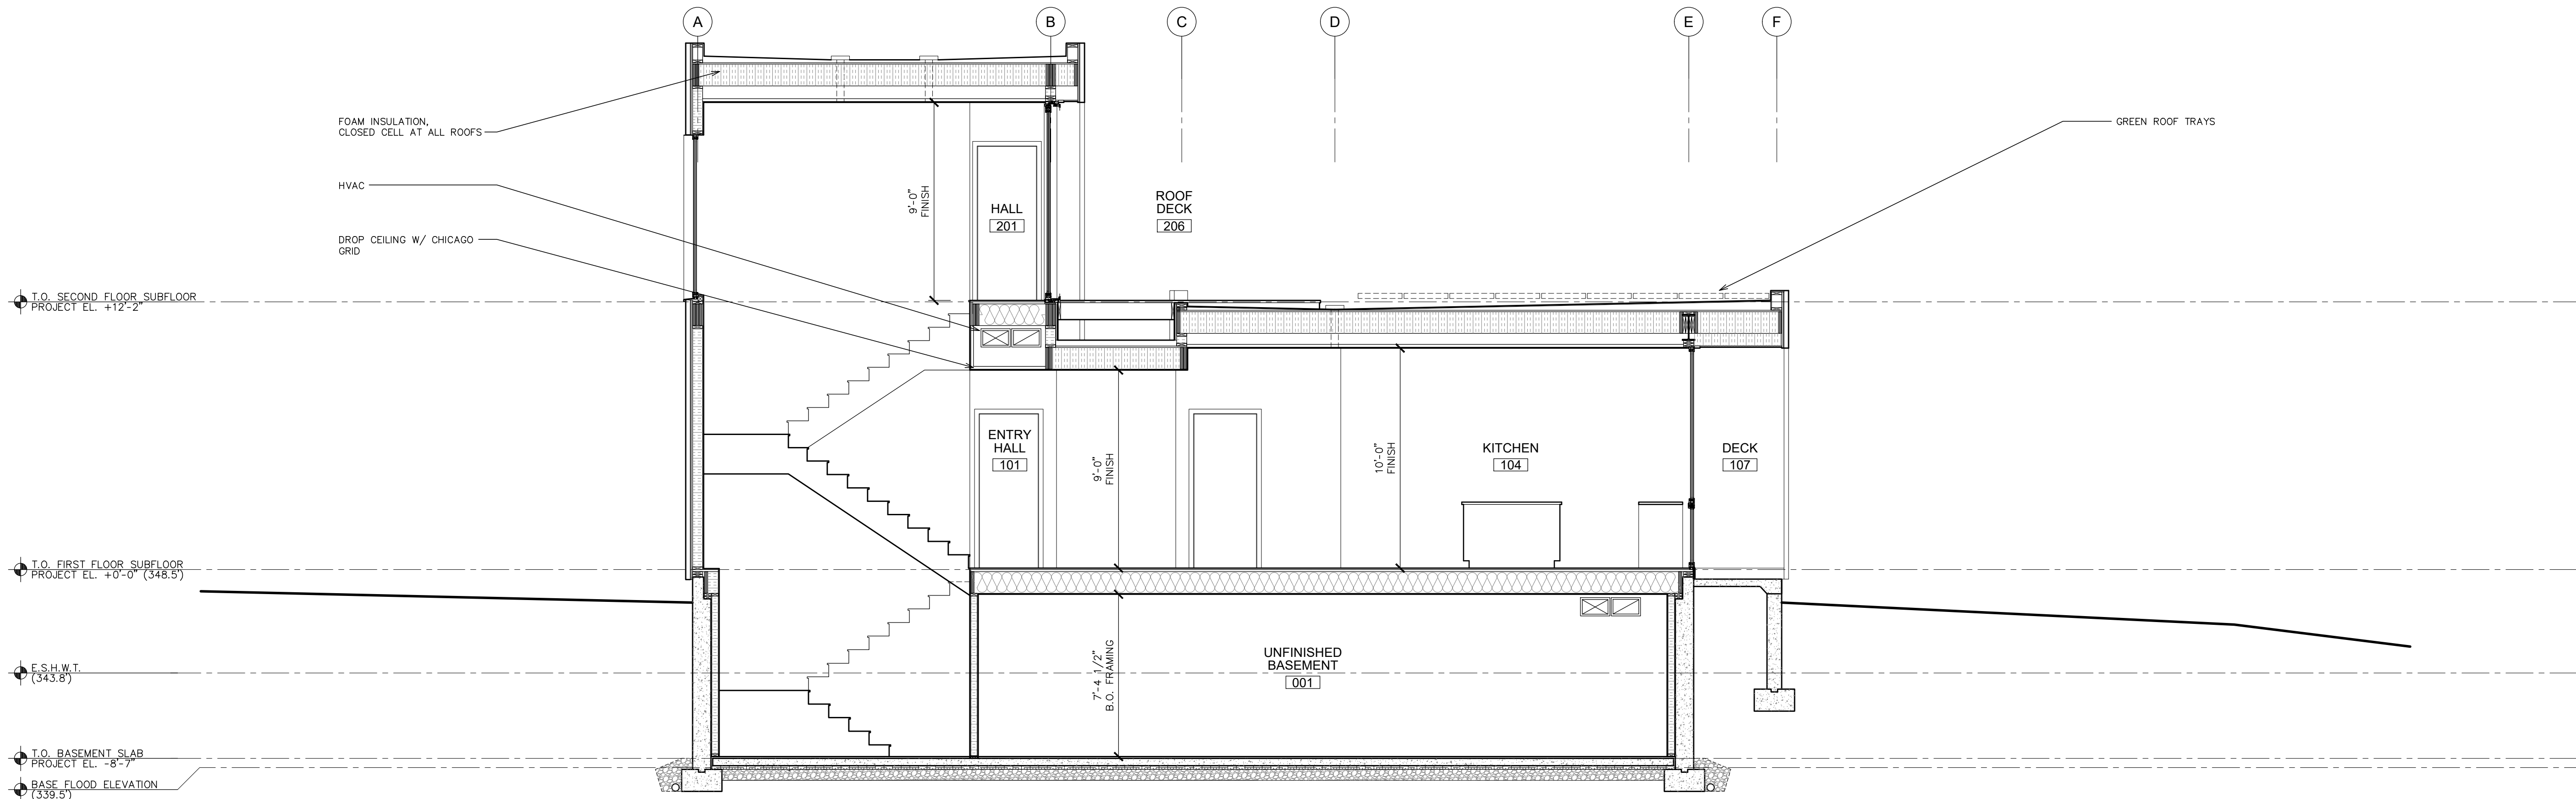 A
B
C
D
E
F
FOAM INSULATION,
CLOSED CELL AT ALL ROOFS
GREEN ROOF TRAYS
HVAC
DROP CEILING W/ CHICAGO
GRID
9'-0"
FINISH
HALL
201
ROOF
DECK
206
T.O. SECOND FLOOR SUBFLOOR
PROJECT EL. +12'-2"
ENTRY
HALL
101
9'-0"
FINISH
10'-0"
FINISH
KITCHEN
104
DECK
107
T.O. FIRST FLOOR SUBFLOOR
PROJECT EL. +0'-0" (348.5')
E.S.H.W.T.
(343.8')
7'-4 1/2"
B.O. FRAMING
UNFINISHED
BASEMENT
001
T.O. BASEMENT SLAB
PROJECT EL. -8'-7"
BASE FLOOD ELEVATION
(339.5')